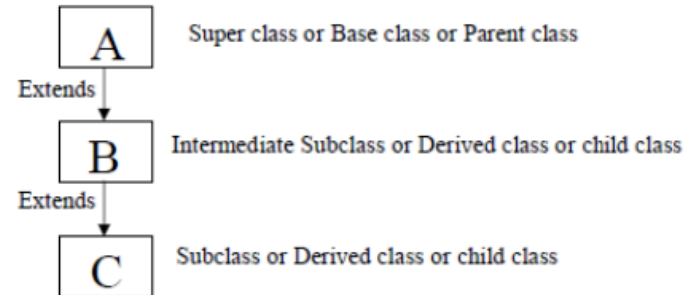 A Super class or Base class or Parent class
Extends
B Intermediate Subclass or Derived class or child class
Extends
C Subclass or Derived class or child class